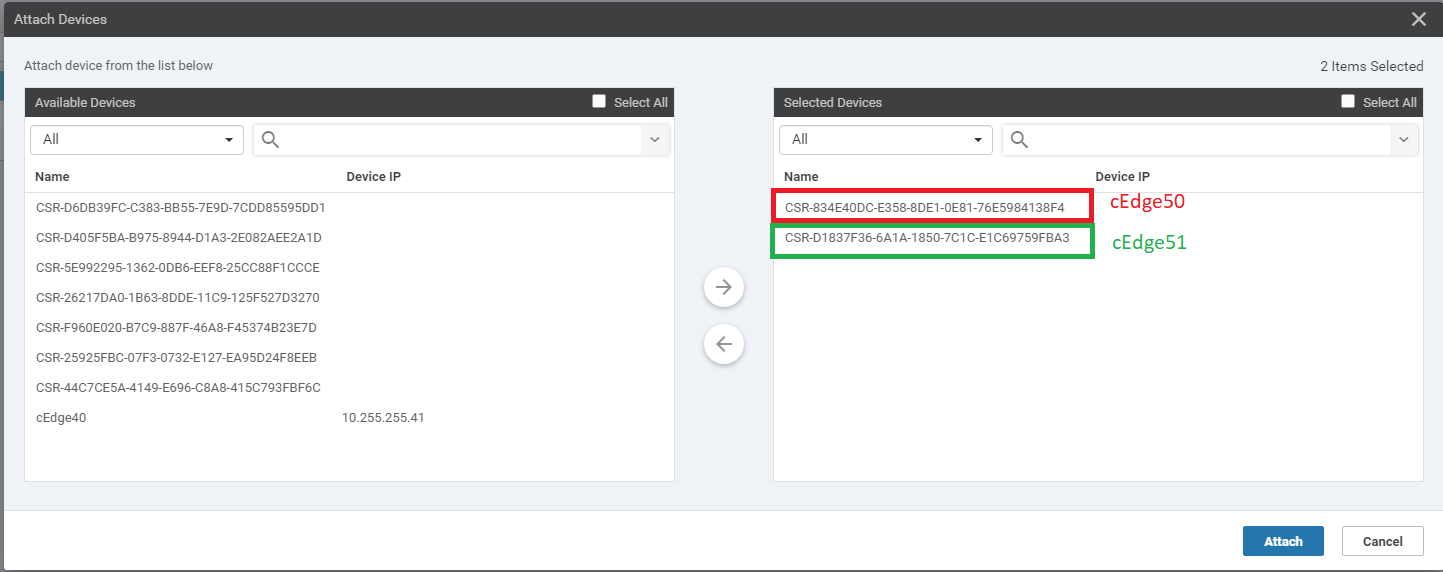 Attach Devices
Attach device from the list below
2 Items Selected
Available Devices
Select All
All
Name Device IP
CSR-D6DB39FC-C383-BB55-7E9D-7CDD85595DD1
CSR-D405F5BA-B975-8944-D1A3-2E082AEE2A1D
CSR-5E992295-1362-0DB6-EEF8-25CC88F1CCCE
CSR-26217DA0-1B63-8DDE-11C9-125F527D3270
CSR-F960E020-B7C9-887F-46A8-F45374B23E7D
CSR-25925FBC-07F3-0732-E127-EA95D24F8EEB
CSR-44C7CE5A-4149-E696-C8A8-415C793FBF6C
cEdge40 10.255.255.41
Selected Devices
Select All
All
Name Device IP
CSR-834E40DC-E358-8DE1-0E81-76E5984138F4 cEdge50
CSR-D1837F36-6A1A-1850-7C1C-E1C69759FBA3 cEdge51
Attach
Cancel